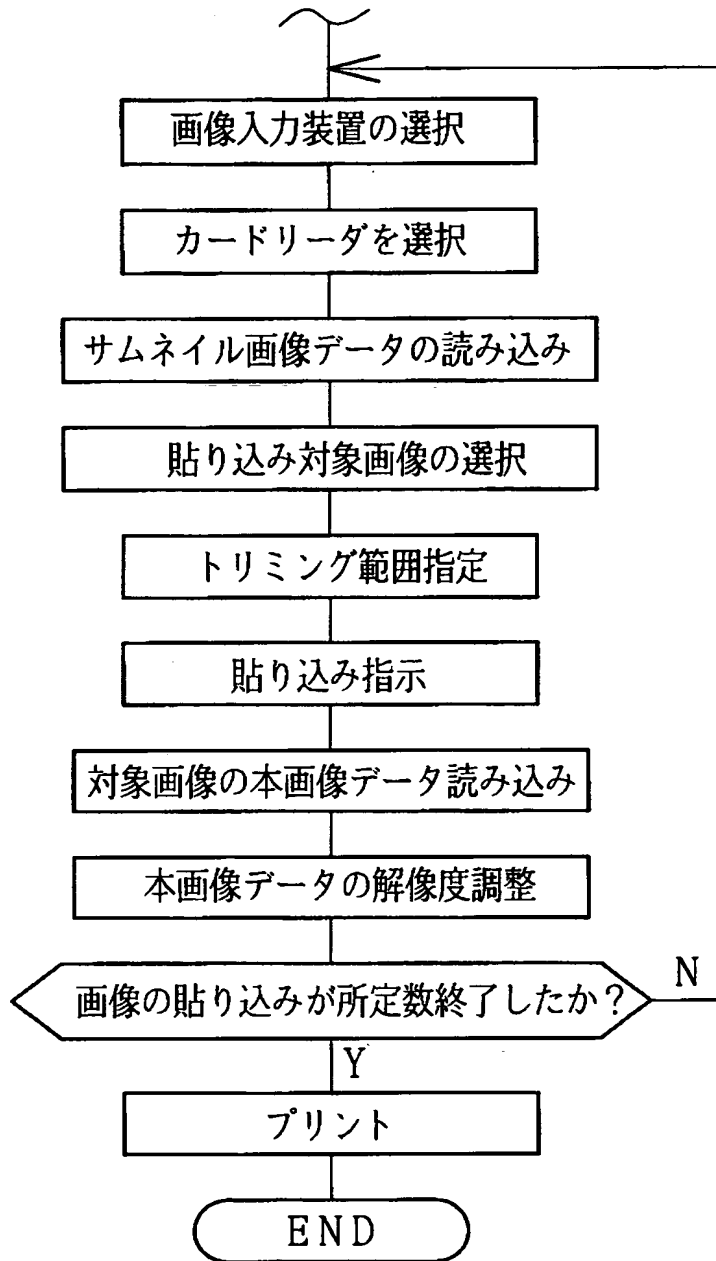 画像入力装置の選択
カードリーダを選択
サムネイル画像データの読み込み
貼り込み対象画像の選択
トリミング範囲指定
貼り込み指示
対象画像の本画像データ読み込み
本画像データの解像度調整
画像の貼り込みが所定数終了したか？
N
Y
プリント
END